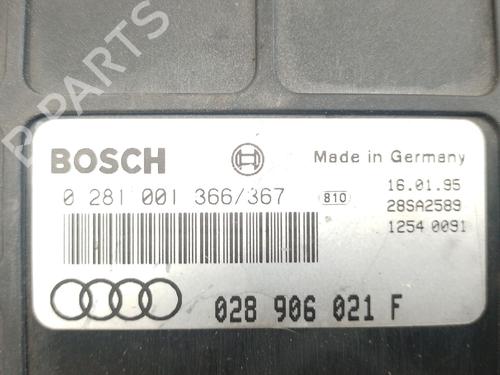 B-PARTS
BOSCH
Made in Germany
0 281 001 366/367
810
16.01.95
28SA2589
1254 0091
028 906 021 F